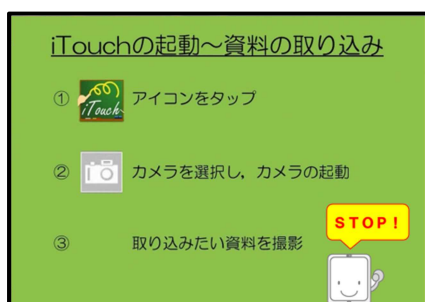 iTouchの起動~資料の取り込み
① iTouch アイコンをタップ
② カメラを選択し,カメラの起動
③ 取り込みたい資料を撮影
STOP!